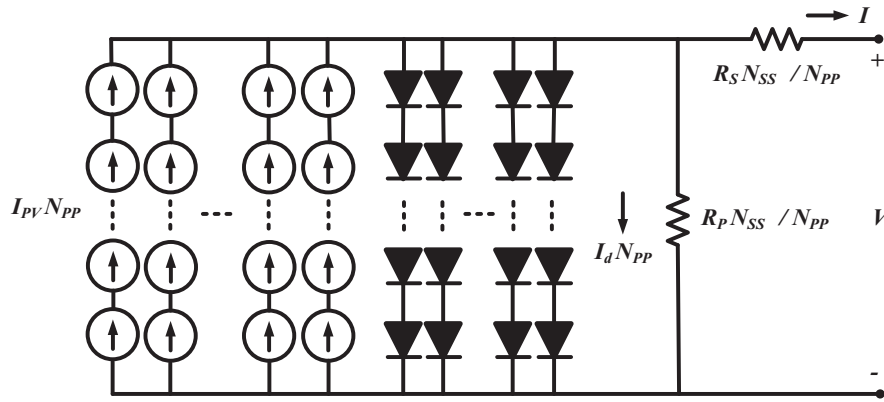 I
+
R_S N_SS / N_PP
I_PV N_PP
R_P N_SS / N_PP
V
I_d N_PP
-